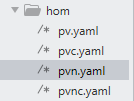 hom
/* pv.yaml
/* pvc.yaml
/* pvn.yaml
/* pvnc.yaml